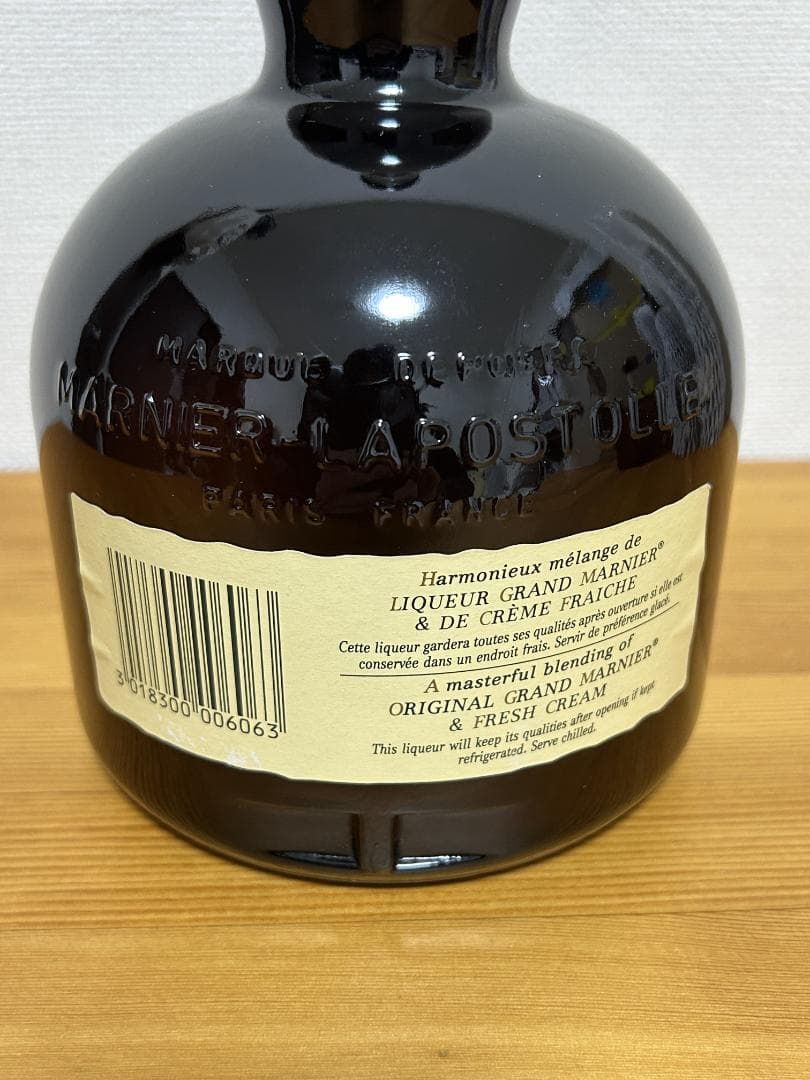 MARQUE DEPOSEE
MARNIER-LAPOSTOLLE
PARIS FRANCE
Harmonieux mélange de
LIQUEUR GRAND MARNIER®
& DE CRÈME FRAICHE
Cette liqueur gardera toutes ses qualités après ouverture si elle est
conservée dans un endroit frais. Servir de préférence glacé.
A masterful blending of
ORIGINAL GRAND MARNIER®
& FRESH CREAM
This liqueur will keep its qualities after opening if kept
refrigerated. Serve chilled.
3 018300 006063